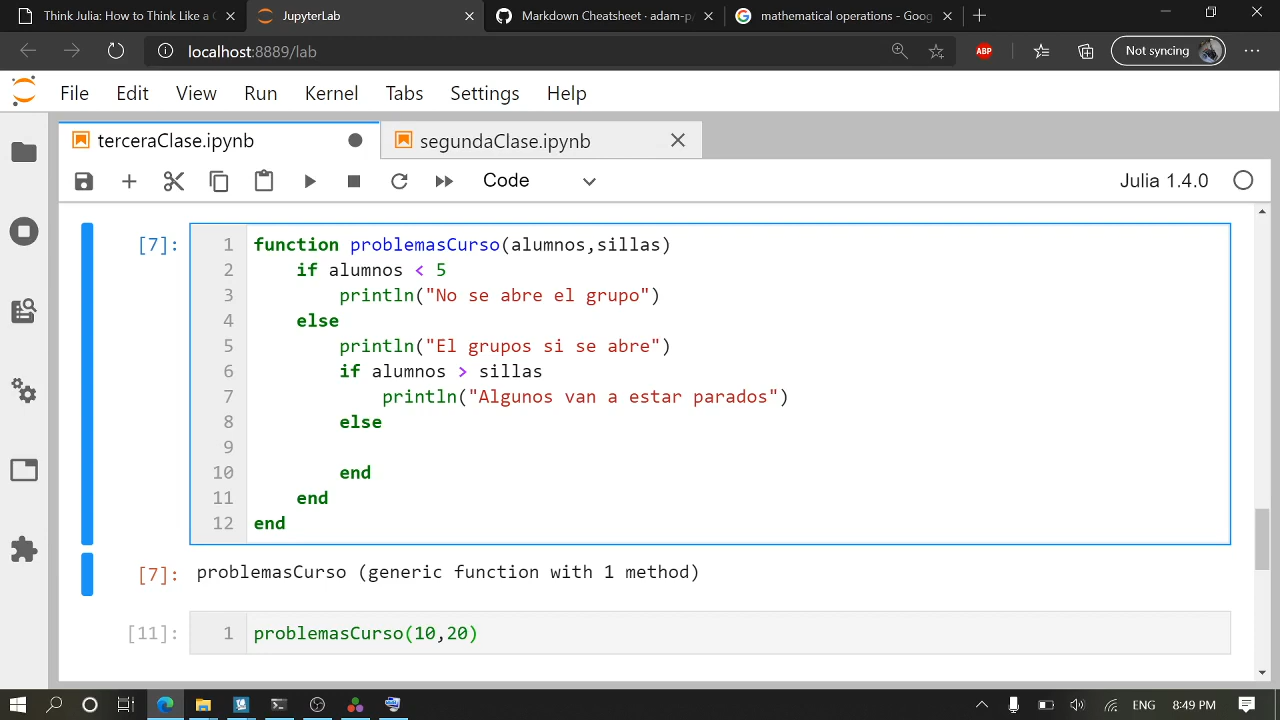 Think Julia: How to Think Like a C
JupyterLab
Markdown Cheatsheet · adam-p/
mathematical operations - Goog
localhost:8889/lab
ABP
Not syncing
File Edit View Run Kernel Tabs Settings Help
terceraClase.ipynb
segundaClase.ipynb
Code
Julia 1.4.0
[7]:
1 function problemasCurso(alumnos,sillas)
2 if alumnos < 5
3 println("No se abre el grupo")
4 else
5 println("El grupos si se abre")
6 if alumnos > sillas
7 println("Algunos van a estar parados")
8 else
9
10 end
11 end
12 end
[7]: problemasCurso (generic function with 1 method)
[11]: 1 problemasCurso(10,20)
ENG 8:49 PM